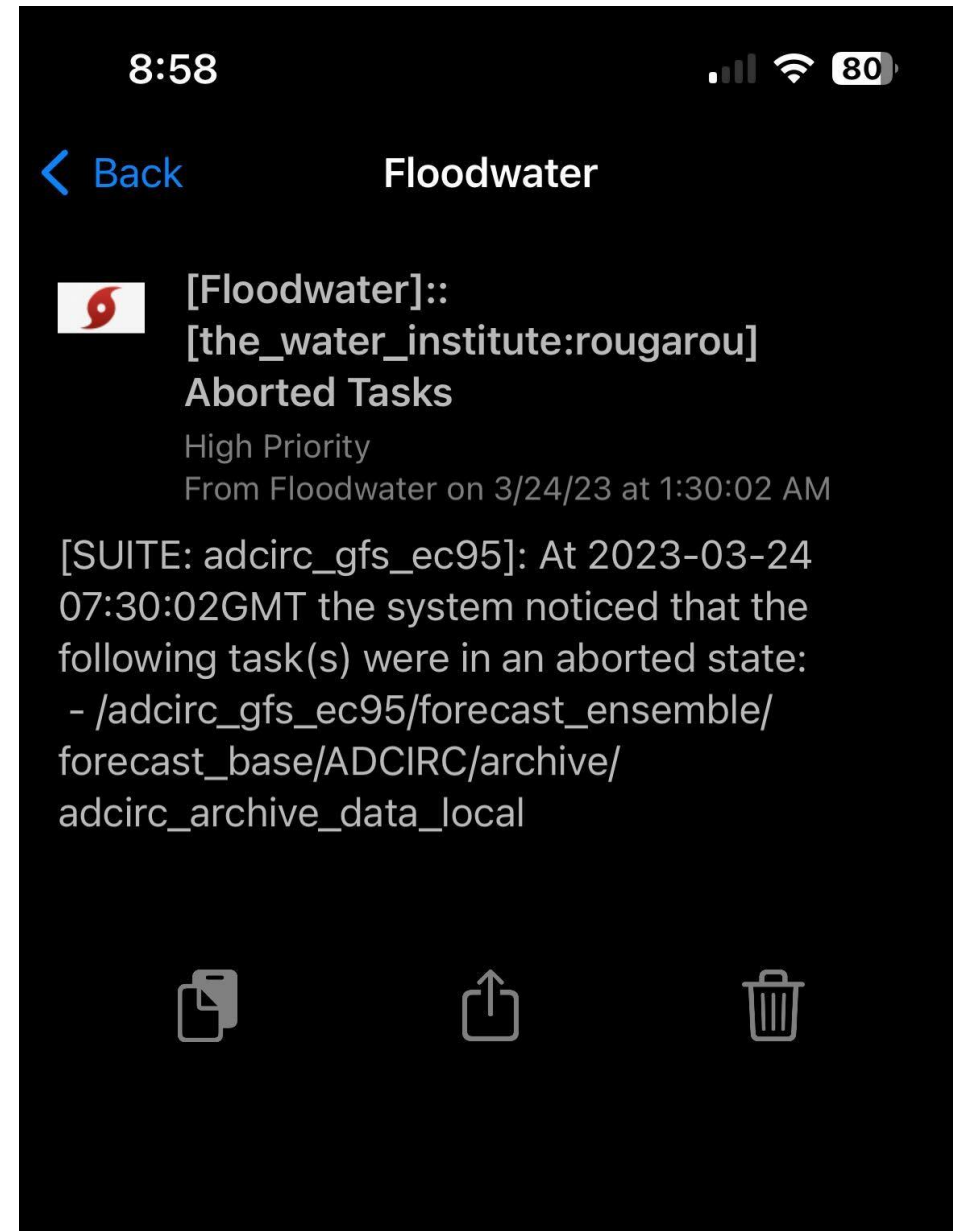 8:58
80
Back
Floodwater
[Floodwater]::
[the_water_institute:rougarou]
Aborted Tasks
High Priority
From Floodwater on 3/24/23 at 1:30:02 AM
[SUITE: adcirc_gfs_ec95]: At 2023-03-24
07:30:02GMT the system noticed that the
following task(s) were in an aborted state:
- /adcirc_gfs_ec95/forecast_ensemble/
forecast_base/ADCIRC/archive/
adcirc_archive_data_local